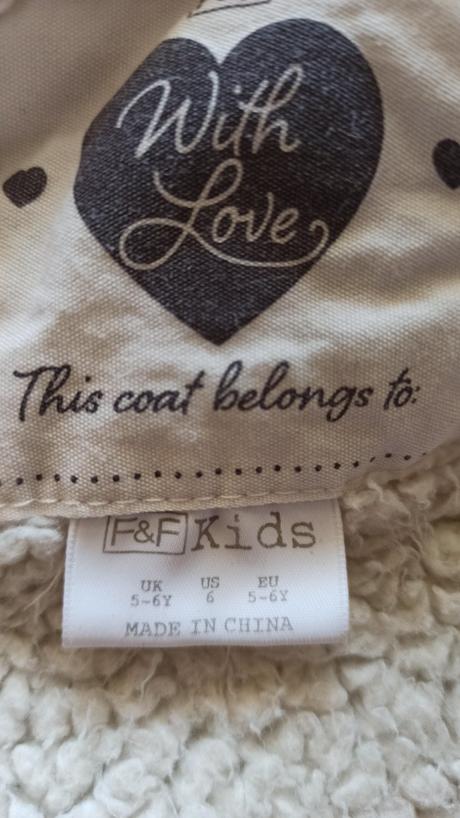 With
Love
This coat belongs to:
F&F Kids
UK US EU
5-6Y 6 5-6Y
MADE IN CHINA